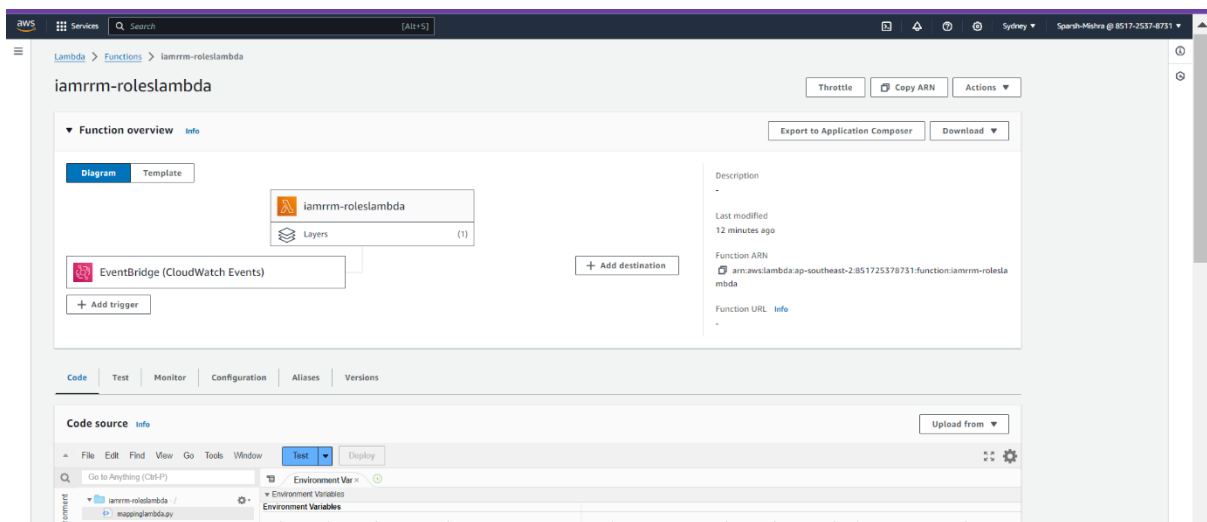 aws Services Search [Alt+S] Sydney Sparsh-Mishra @ 8517-2537-8731
Lambda > Functions > iamrrm-roleslambda
iamrrm-roleslambda
Throttle Copy ARN Actions
Function overview Info
Export to Application Composer Download
Diagram Template
iamrrm-roleslambda
Layers (1)
EventBridge (CloudWatch Events)
+ Add trigger
+ Add destination
Description
-
Last modified
12 minutes ago
Function ARN
arn:aws:lambda:ap-southeast-2:851725378731:function:iamrrm-rolesla
mbda
Function URL Info
-
Code Test Monitor Configuration Aliases Versions
Code source Info
Upload from
File Edit Find View Go Tools Window Test Deploy
Go to Anything (Ctrl-P)
Environment Var ×
iamrrm-roleslambda - /
mappinglambda.py
Environment Variables
Environment Variables